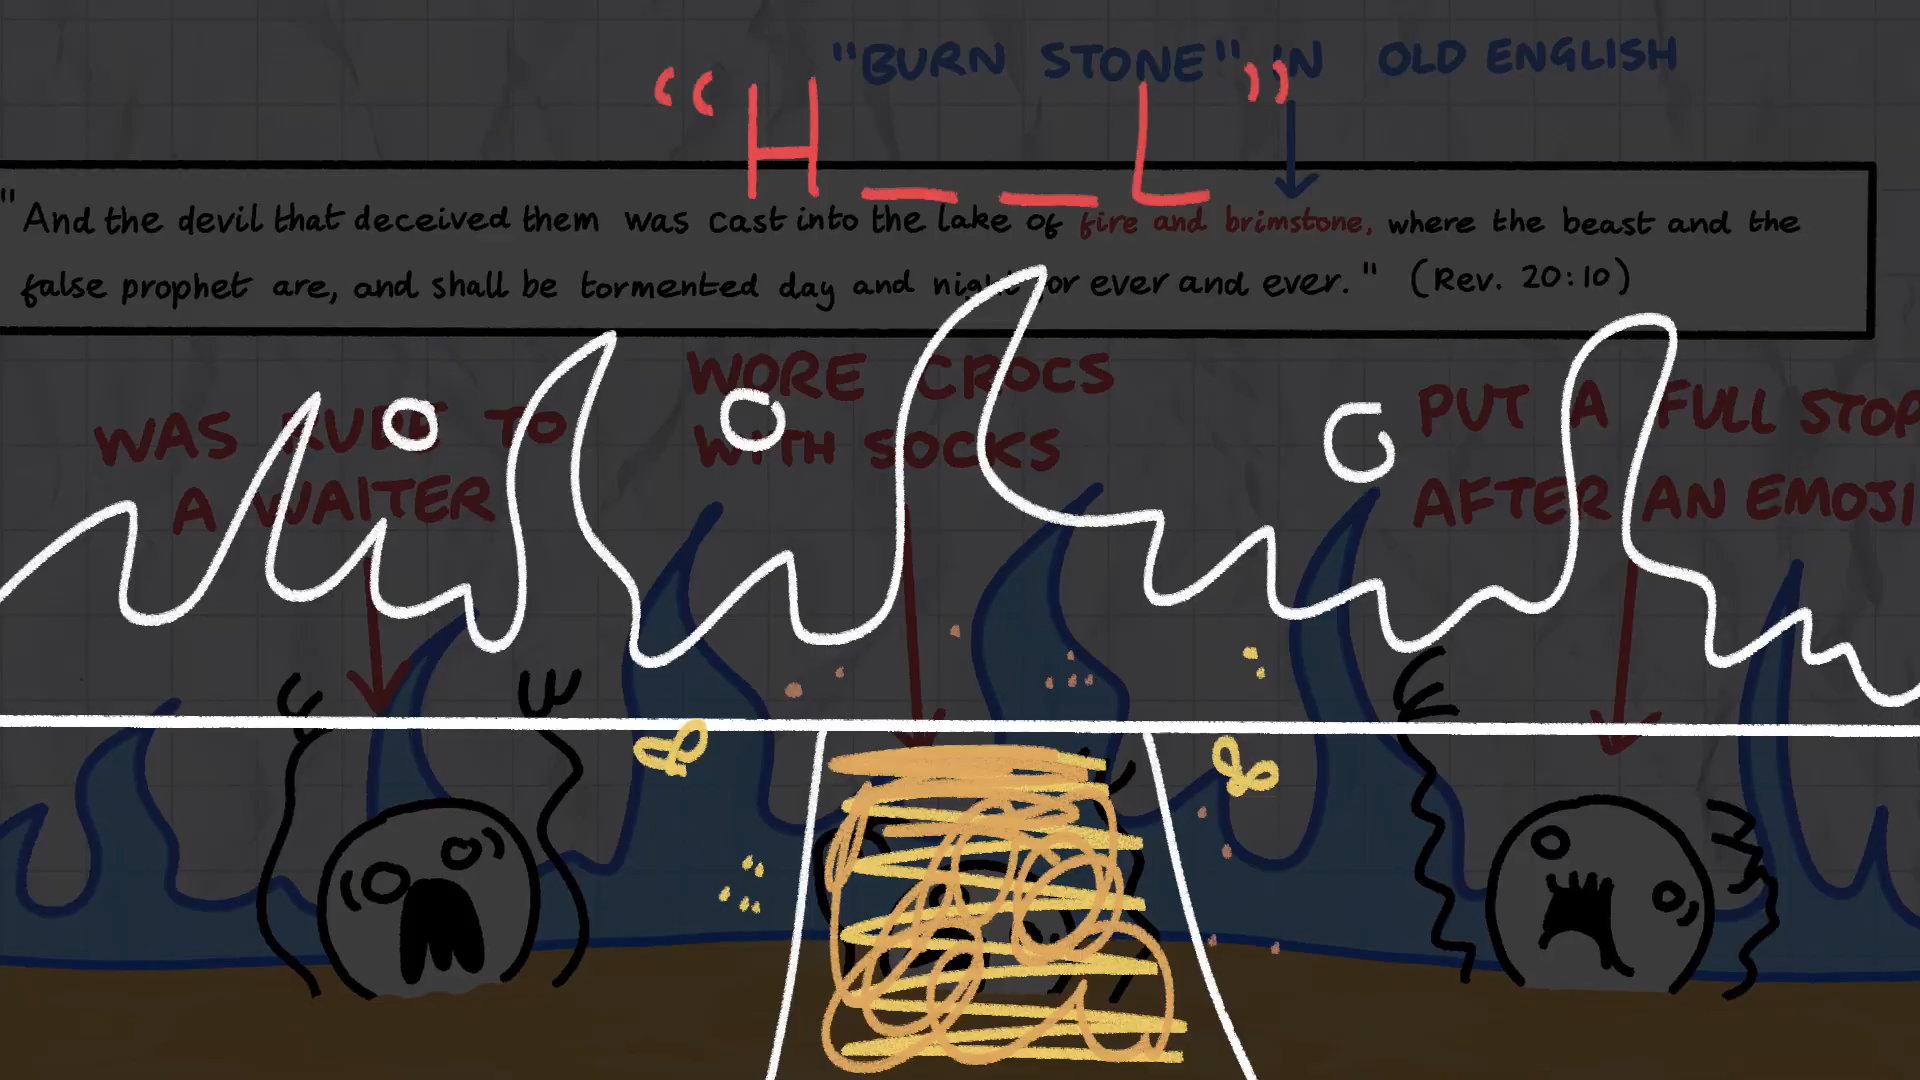 "BURN STONE" IN OLD ENGLISH
"H _ _ L"
"And the devil that deceived them was cast into the lake of fire and brimstone, where the beast and the
false prophet are, and shall be tormented day and night for ever and ever." (Rev. 20:10)
WAS RUDE TO
A WAITER
WORE CROCS
WITH SOCKS
PUT A FULL STOP
AFTER AN EMOJI